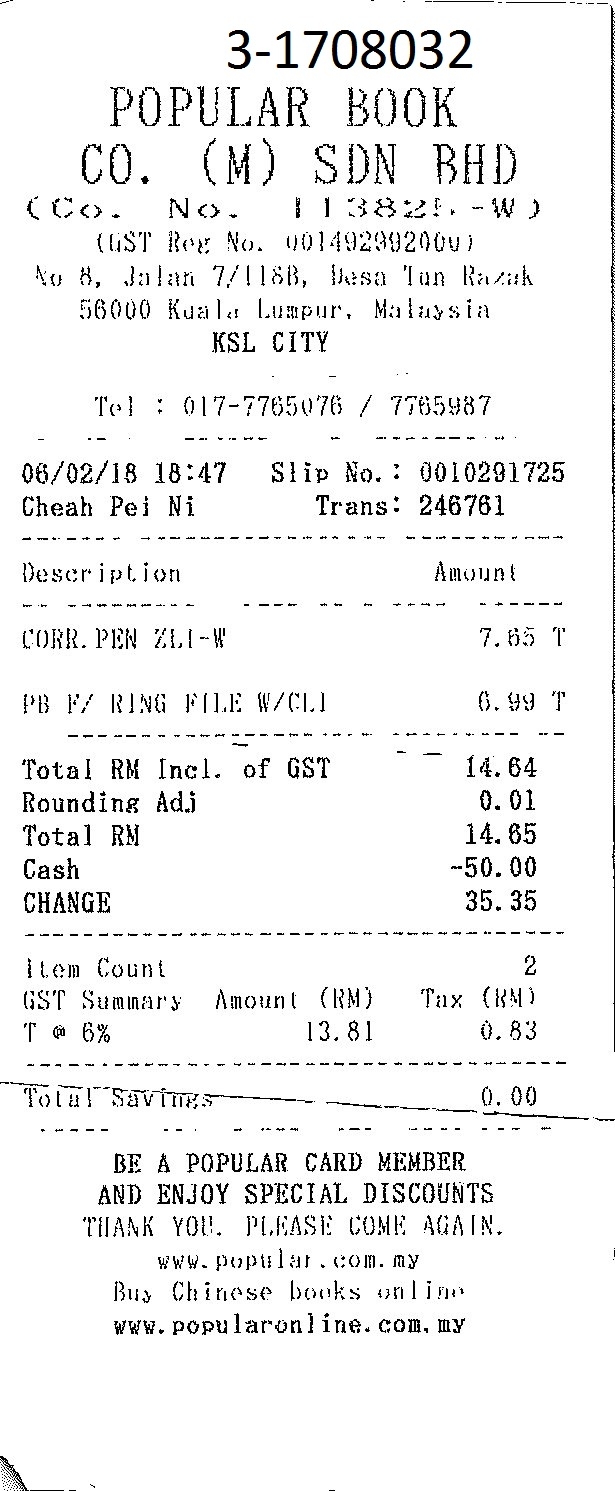 3-1708032
POPULAR BOOK
CO. (M) SDN BHD
(Co. No. 113825-W)
(GST Reg No. 001492992000)
No 8, Jalan 7/118B, Desa Tun Razak
56000 Kuala Lumpur, Malaysia
KSL CITY
Tel : 017-7765076 / 7765987
06/02/18 18:47 Slip No.: 0010291725
Cheah Pei Ni Trans: 246761
Description Amount
CORR.PEN ZL1-W 7.65 T
PB F/ RING FILE W/CLI 6.99 T
Total RM Incl. of GST 14.64
Rounding Adj 0.01
Total RM 14.65
Cash -50.00
CHANGE 35.35
Item Count 2
GST Summary Amount (RM) Tax (RM)
T @ 6% 13.81 0.83
Total Savings 0.00
BE A POPULAR CARD MEMBER
AND ENJOY SPECIAL DISCOUNTS
THANK YOU. PLEASE COME AGAIN.
www.popular.com.my
Buy Chinese books online
www.popularonline.com.my